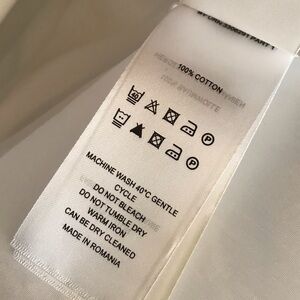 100% COTTON
40
P
P
MACHINE WASH 40°C GENTLE
CYCLE
DO NOT BLEACH
DO NOT TUMBLE DRY
WARM IRON
CAN BE DRY CLEANED
MADE IN ROMANIA